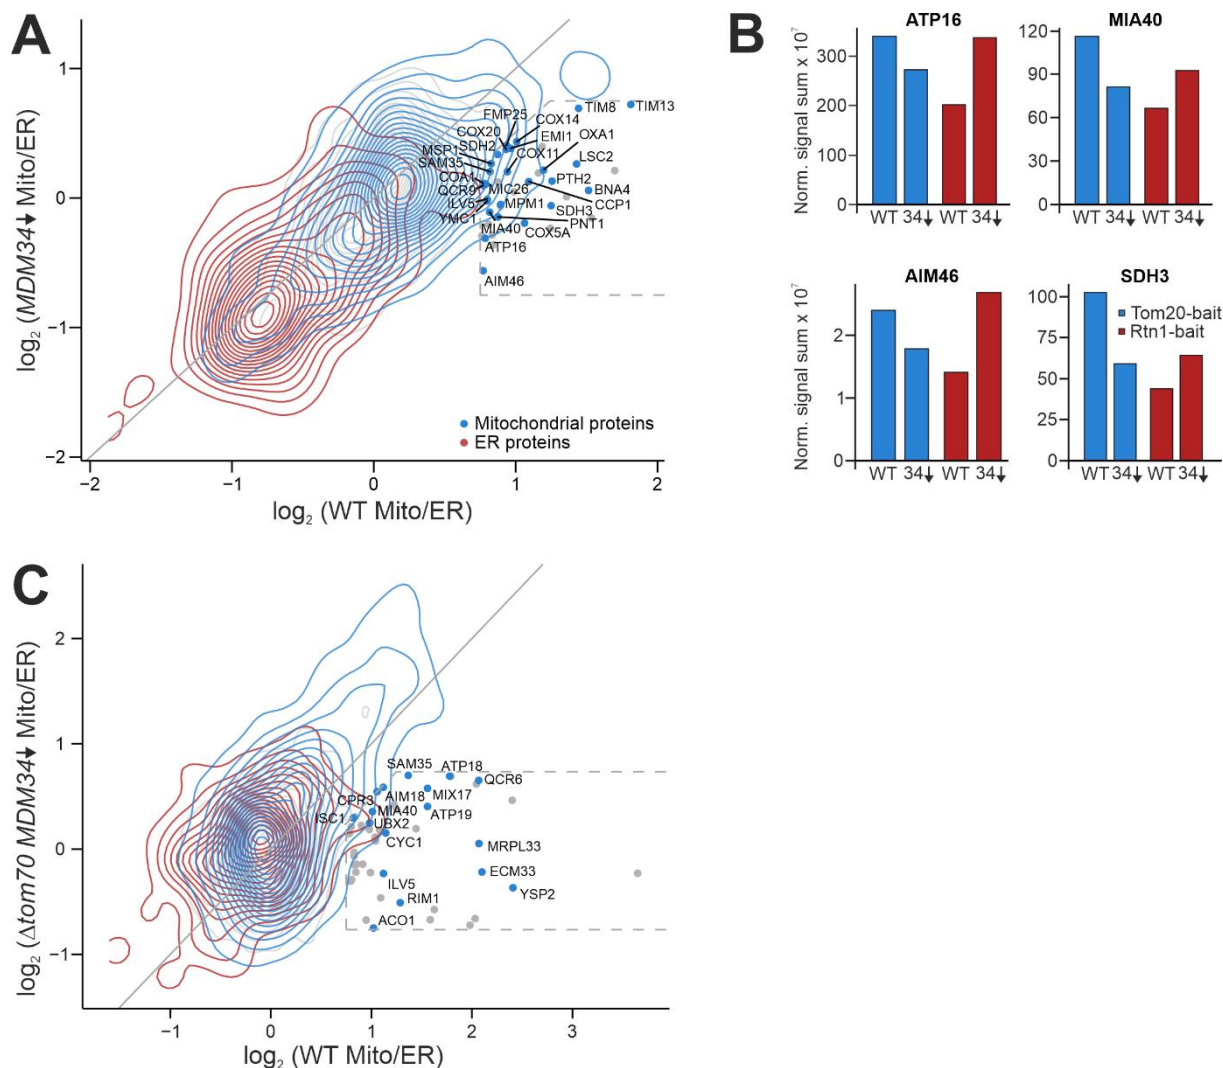 A
log₂ (MDM34↓ Mito/ER)
1
0
−1
−2
−2
−1
0
1
2
log₂ (WT Mito/ER)
TIM8
TIM13
FMP25
COX14
COX20
EMI1
OXA1
SDH2
MSP1
COX11
LSC2
SAM35
COA1
PTH2
QCR9
MIC26
BNA4
ILV5
MPM1
CCP1
YMC1
SDH3
MIA40
PNT1
COX5A
ATP16
AIM46
Mitochondrial proteins
ER proteins
B
ATP16
Norm. signal sum x 10⁷
300
200
100
0
WT 34↓ WT 34↓
MIA40
120
90
60
30
0
WT 34↓ WT 34↓
AIM46
Norm. signal sum x 10⁷
2
1
0
WT 34↓ WT 34↓
SDH3
100
75
50
25
0
Tom20-bait
Rtn1-bait
WT 34↓ WT 34↓
C
log₂ (Δtom70 MDM34↓ Mito/ER)
2
1
0
−1
−1
0
1
2
3
log₂ (WT Mito/ER)
SAM35
ATP18
QCR6
CPR3
AIM18
MIX17
ISC1
MIA40
ATP19
UBX2
CYC1
MRPL33
ECM33
ILV5
YSP2
RIM1
ACO1